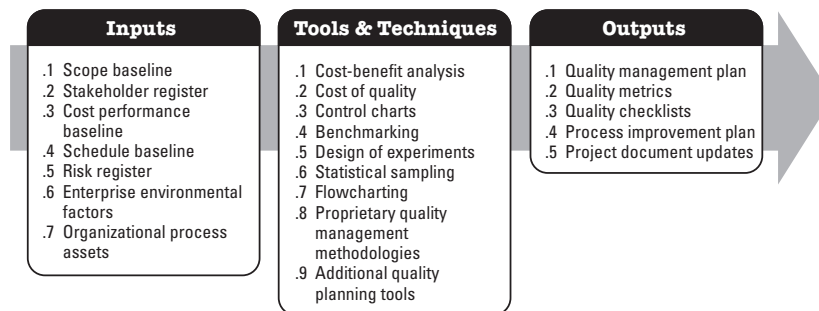 Inputs
.1 Scope baseline
.2 Stakeholder register
.3 Cost performance
baseline
.4 Schedule baseline
.5 Risk register
.6 Enterprise environmental
factors
.7 Organizational process
assets
Tools & Techniques
.1 Cost-benefit analysis
.2 Cost of quality
.3 Control charts
.4 Benchmarking
.5 Design of experiments
.6 Statistical sampling
.7 Flowcharting
.8 Proprietary quality
management
methodologies
.9 Additional quality
planning tools
Outputs
.1 Quality management plan
.2 Quality metrics
.3 Quality checklists
.4 Process improvement plan
.5 Project document updates